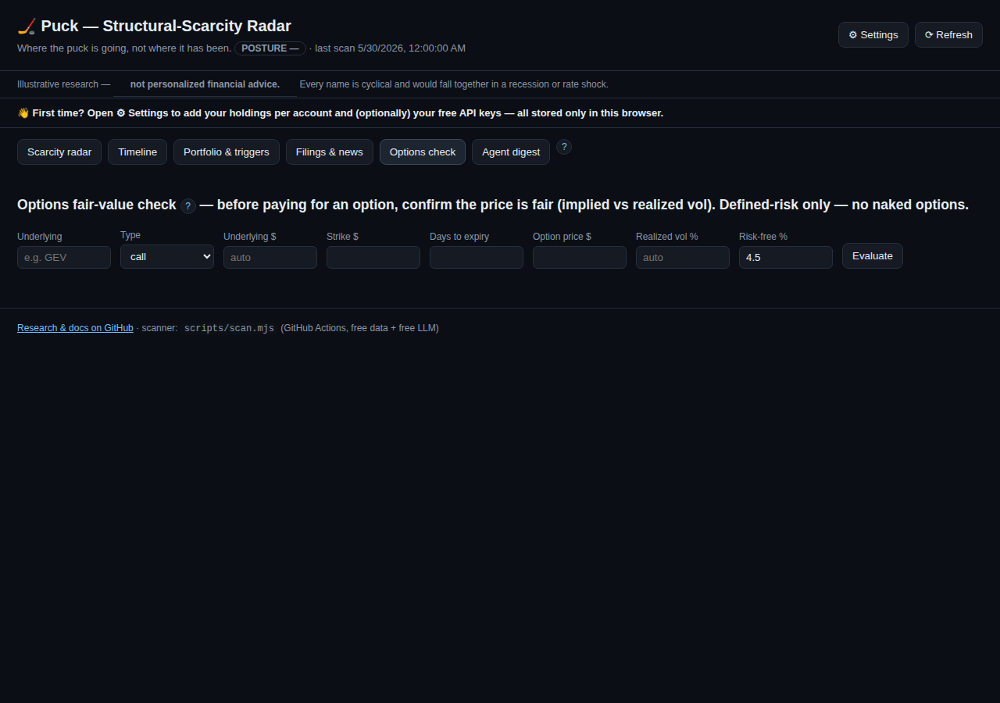 🏒 Puck — Structural-Scarcity Radar
Where the puck is going, not where it has been. POSTURE — · last scan 5/30/2026, 12:00:00 AM
⚙ Settings
⟳ Refresh
Illustrative research — not personalized financial advice. Every name is cyclical and would fall together in a recession or rate shock.
👋 First time? Open ⚙ Settings to add your holdings per account and (optionally) your free API keys — all stored only in this browser.
Scarcity radar Timeline Portfolio & triggers Filings & news Options check Agent digest ?
Options fair-value check ? — before paying for an option, confirm the price is fair (implied vs realized vol). Defined-risk only — no naked options.
Underlying Type Underlying $ Strike $ Days to expiry Option price $ Realized vol % Risk-free %
e.g. GEV call auto auto 4.5 Evaluate
Research & docs on GitHub · scanner: scripts/scan.mjs (GitHub Actions, free data + free LLM)